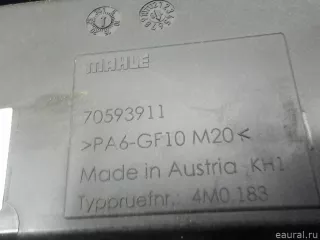 MAHLE
70593911
>PA6-GF10 M20<
Made in Austria KH1
Typpruefnr.: 4M0 183
eaural.ru